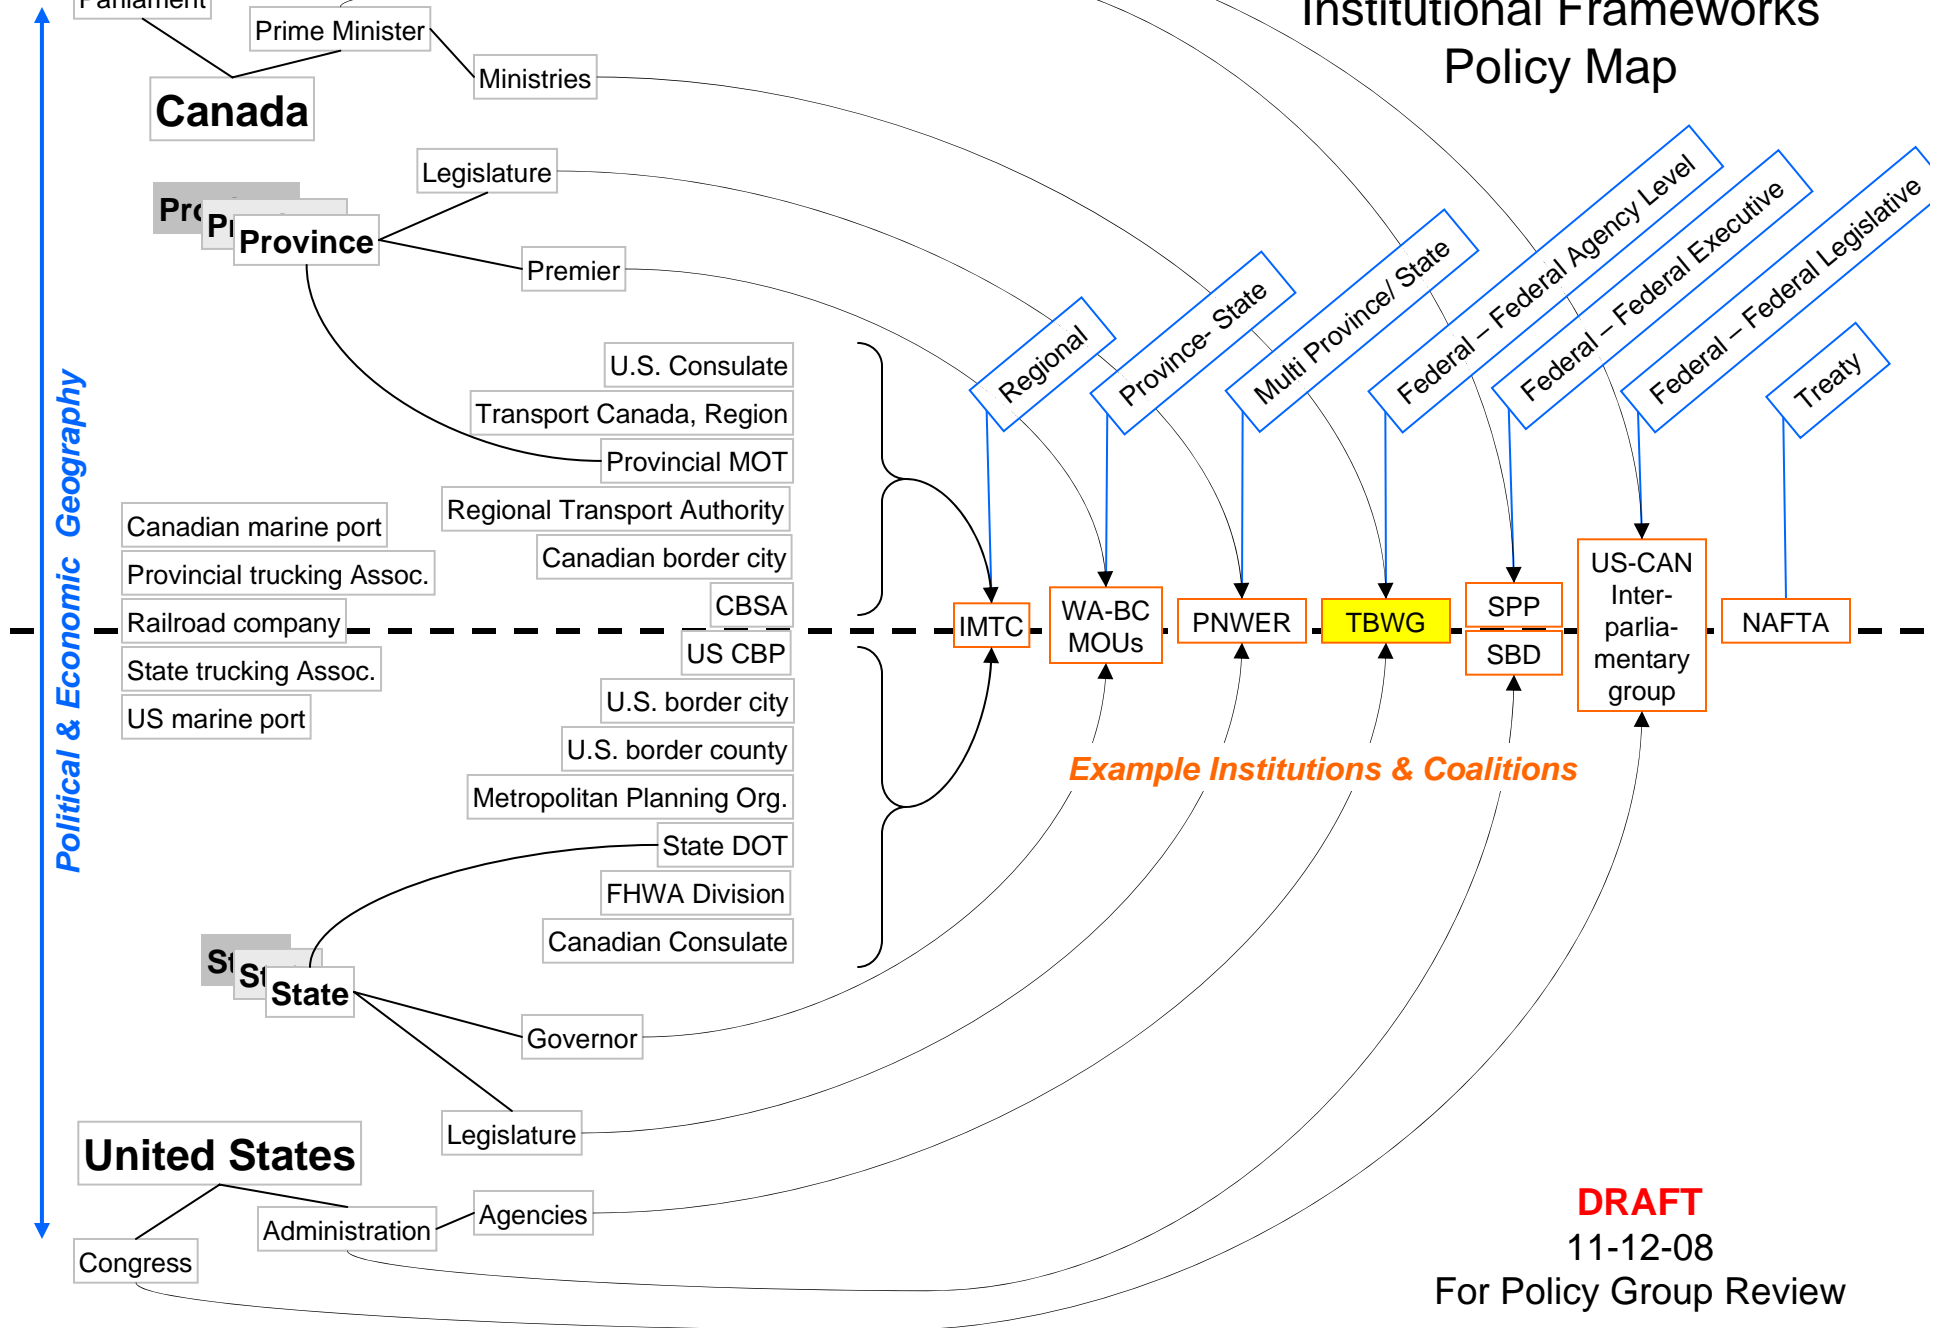 Parliament
Institutional Frameworks
Policy Map
Prime Minister
Ministries
Canada
Legislature
Province
Premier
U.S. Consulate
Transport Canada, Region
Provincial MOT
Regional Transport Authority
Canadian border city
CBSA
US CBP
U.S. border city
U.S. border county
Metropolitan Planning Org.
State DOT
FHWA Division
Canadian Consulate
Canadian marine port
Provincial trucking Assoc.
Railroad company
State trucking Assoc.
US marine port
Political & Economic Geography
Regional
Province- State
Multi Province/ State
Federal – Federal Agency Level
Federal – Federal Executive
Federal – Federal Legislative
Treaty
IMTC
WA-BC
MOUs
PNWER
TBWG
SPP
SBD
US-CAN
Inter-
parlia-
mentary
group
NAFTA
Example Institutions & Coalitions
State
Governor
Legislature
United States
Agencies
Administration
Congress
DRAFT
11-12-08
For Policy Group Review